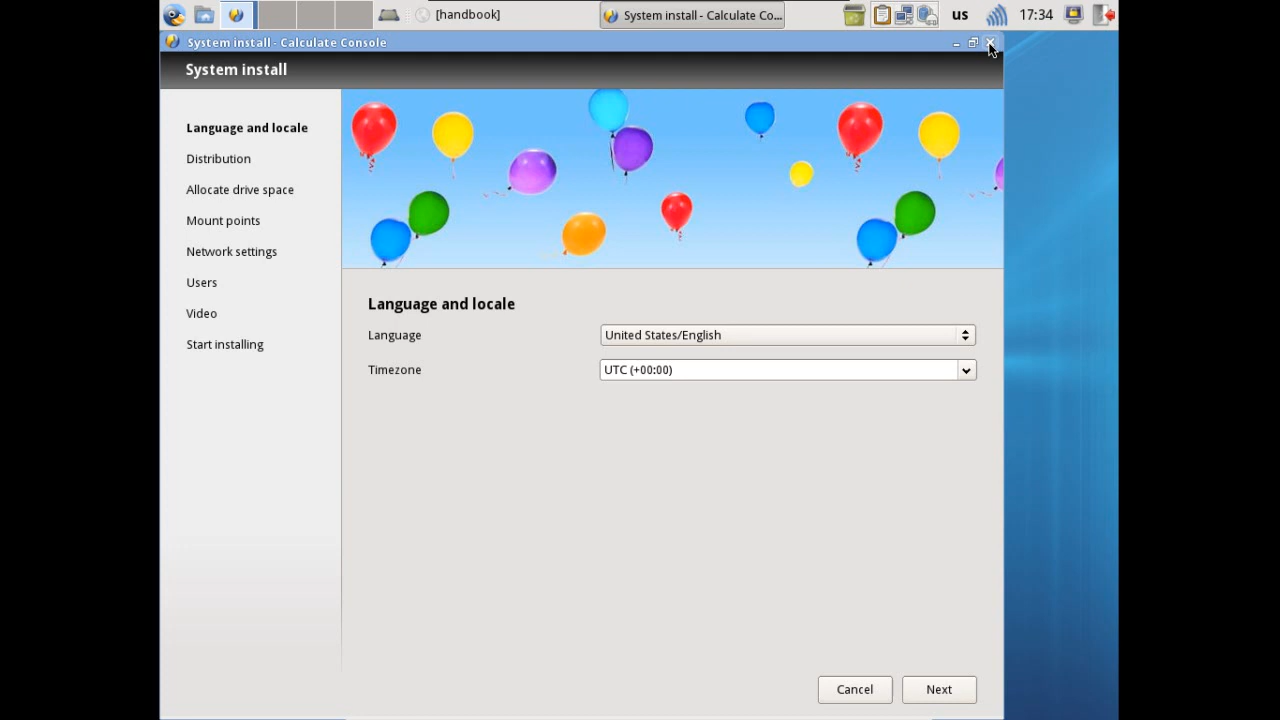 [handbook]
System install - Calculate Co...
us
17:34
System install - Calculate Console
System install
Language and locale
Distribution
Allocate drive space
Mount points
Network settings
Users
Video
Start installing
Language and locale
Language
United States/English
Timezone
UTC (+00:00)
Cancel
Next